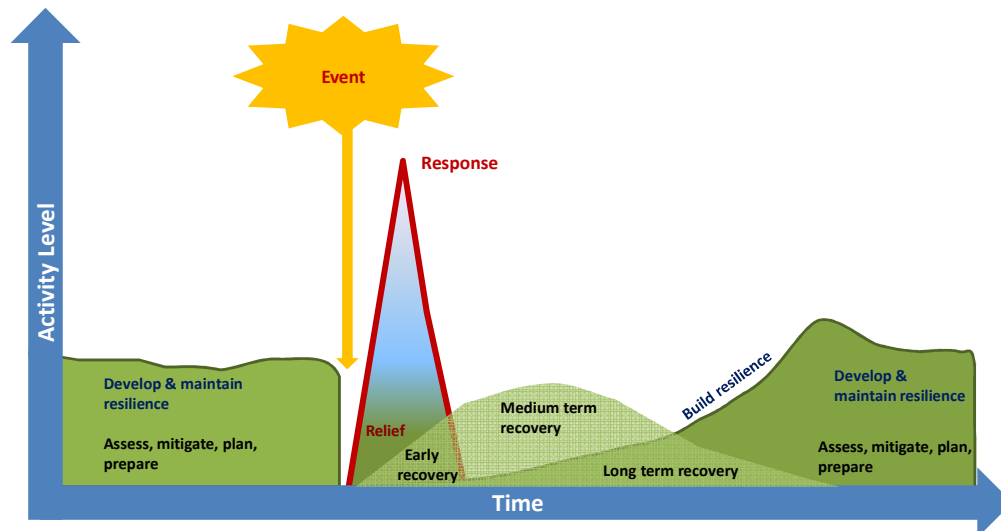 Event
Response
Activity Level
Develop & maintain
resilience
Assess, mitigate, plan,
prepare
Relief
Early
recovery
Medium term
recovery
Long term recovery
Build resilience
Develop &
maintain resilience
Assess, mitigate, plan,
prepare
Time